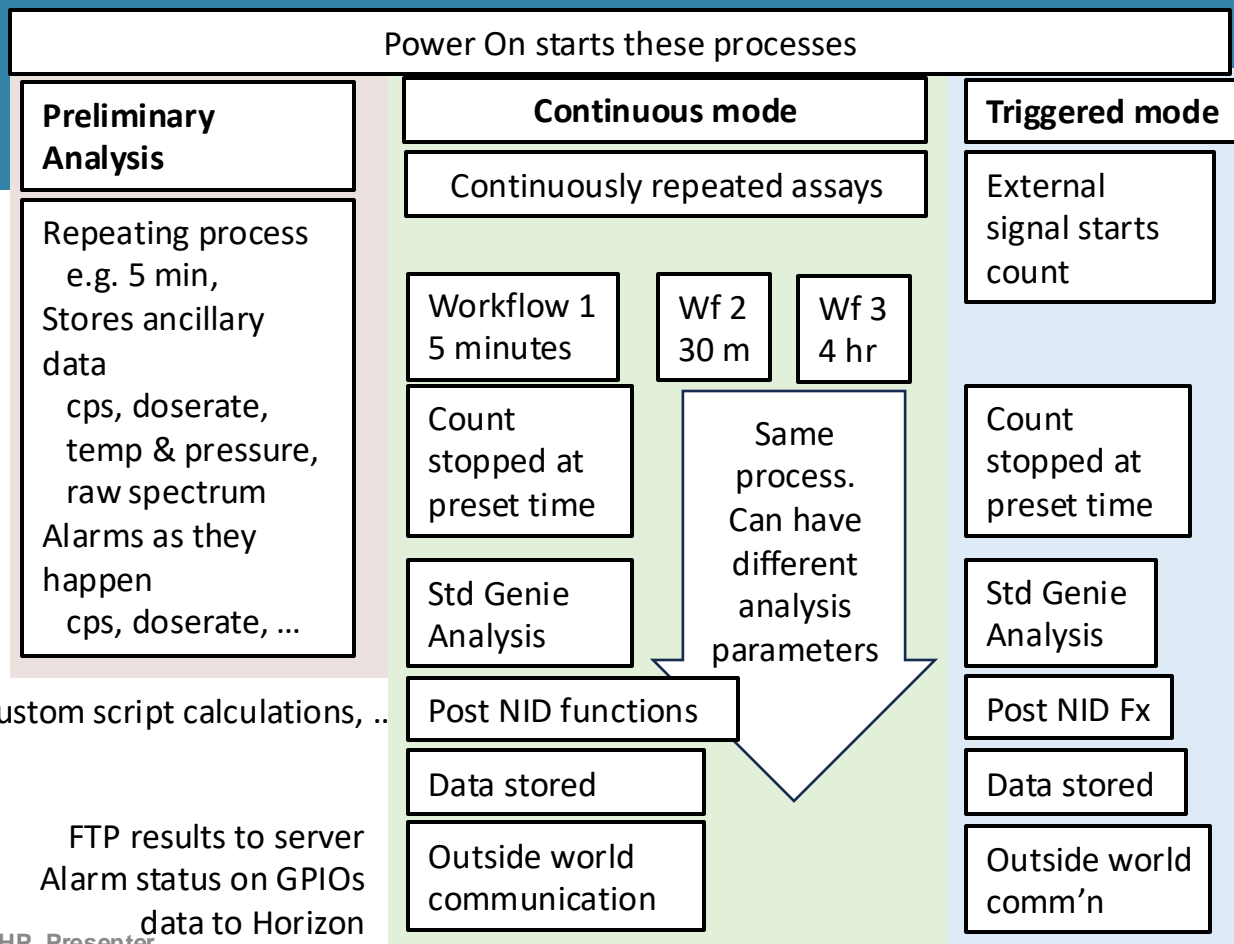 Power On starts these processes
Preliminary
Analysis
Repeating process
e.g. 5 min,
Stores ancillary
data
cps, doserate,
temp & pressure,
raw spectrum
Alarms as they
happen
cps, doserate, ...
ustom script calculations, ..
FTP results to server
Alarm status on GPIOs
data to Horizon
Presenter
Continuous mode
Continuously repeated assays
Workflow 1
5 minutes
Wf 2
30 m
Wf 3
4 hr
Count
stopped at
preset time
Same
process.
Can have
different
analysis
parameters
Std Genie
Analysis
Post NID functions
Data stored
Outside world
communication
Triggered mode
External
signal starts
count
Count
stopped at
preset time
Std Genie
Analysis
Post NID Fx
Data stored
Outside world
comm’n